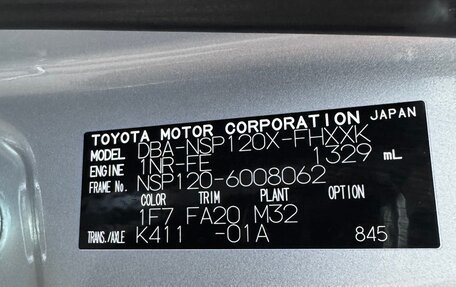 TOYOTA MOTOR CORPORATION JAPAN
MODEL DBA-NSP120X-FHXXK
ENGINE 1NR-FE 1329 mL
FRAME No. NSP120-6008062
COLOR TRIM PLANT OPTION
1F7 FA20 M32
TRANS./AXLE K411 -01A 845